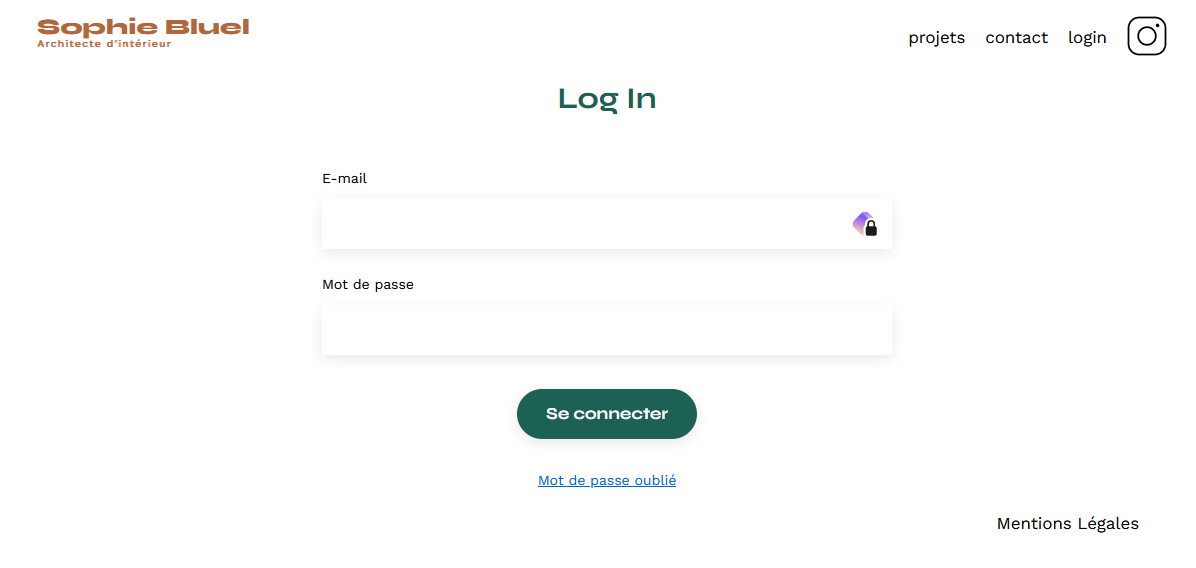 Sophie Bluel
Architecte d'intérieur
projets contact login
Log In
E-mail
Mot de passe
Se connecter
Mot de passe oublié
Mentions Légales